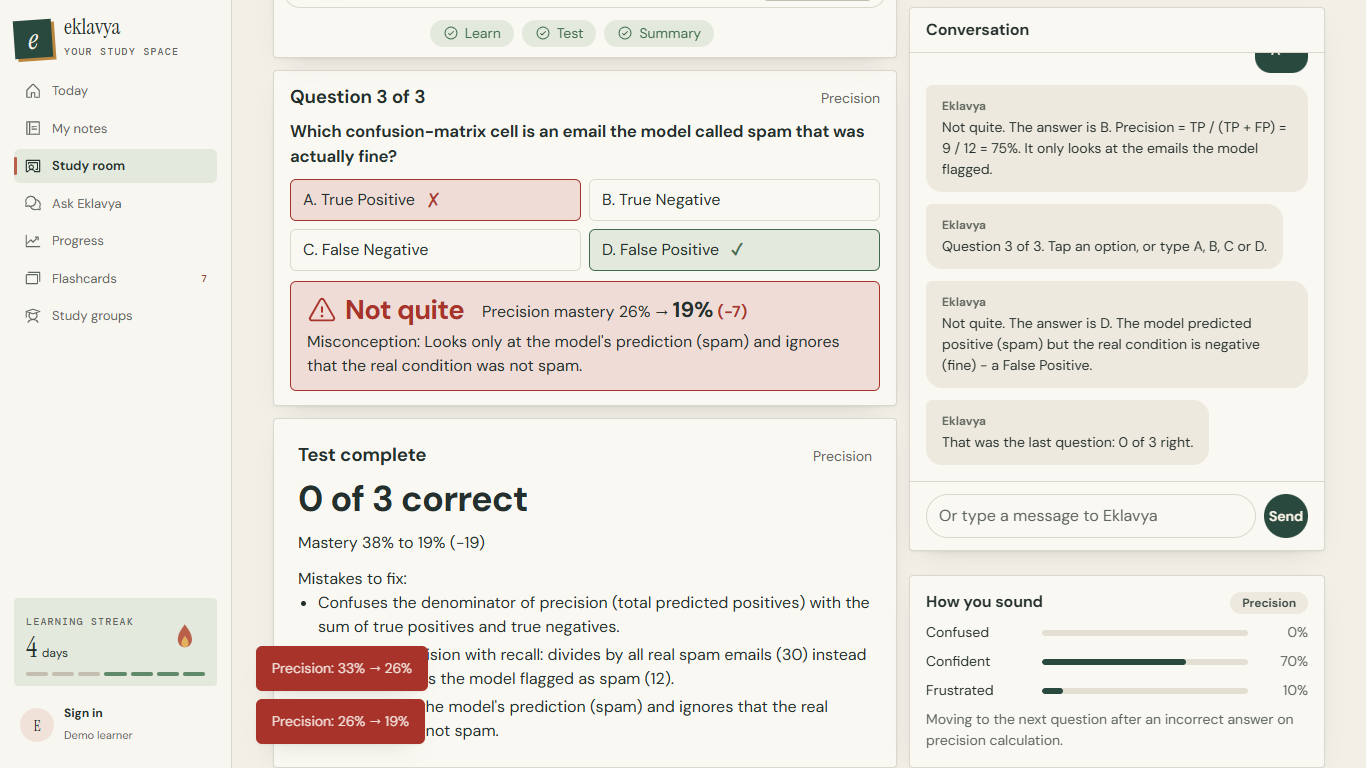 e
eklavya
YOUR STUDY SPACE
Today
My notes
Study room
Ask Eklavya
Progress
Flashcards 7
Study groups
LEARNING STREAK
4 days
E
Sign in
Demo learner
Learn
Test
Summary
Question 3 of 3
Precision
Which confusion-matrix cell is an email the model called spam that was
actually fine?
A. True Positive ✗
B. True Negative
C. False Negative
D. False Positive ✓
Not quite Precision mastery 26% → 19% (-7)
Misconception: Looks only at the model's prediction (spam) and ignores
that the real condition was not spam.
Test complete
Precision
0 of 3 correct
Mastery 38% to 19% (-19)
Mistakes to fix:
• Confuses the denominator of precision (total predicted positives) with the
sum of true positives and true negatives.
with recall: divides by all real spam emails (30) instead
the model flagged as spam (12).
the model's prediction (spam) and ignores that the real
not spam.
Precision: 33% → 26%
Precision: 26% → 19%
Conversation
Eklavya
Not quite. The answer is B. Precision = TP / (TP + FP) =
9 / 12 = 75%. It only looks at the emails the model
flagged.
Eklavya
Question 3 of 3. Tap an option, or type A, B, C or D.
Eklavya
Not quite. The answer is D. The model predicted
positive (spam) but the real condition is negative
(fine) - a False Positive.
Eklavya
That was the last question: 0 of 3 right.
Or type a message to Eklavya
Send
How you sound
Precision
Confused 0%
Confident 70%
Frustrated 10%
Moving to the next question after an incorrect answer on
precision calculation.